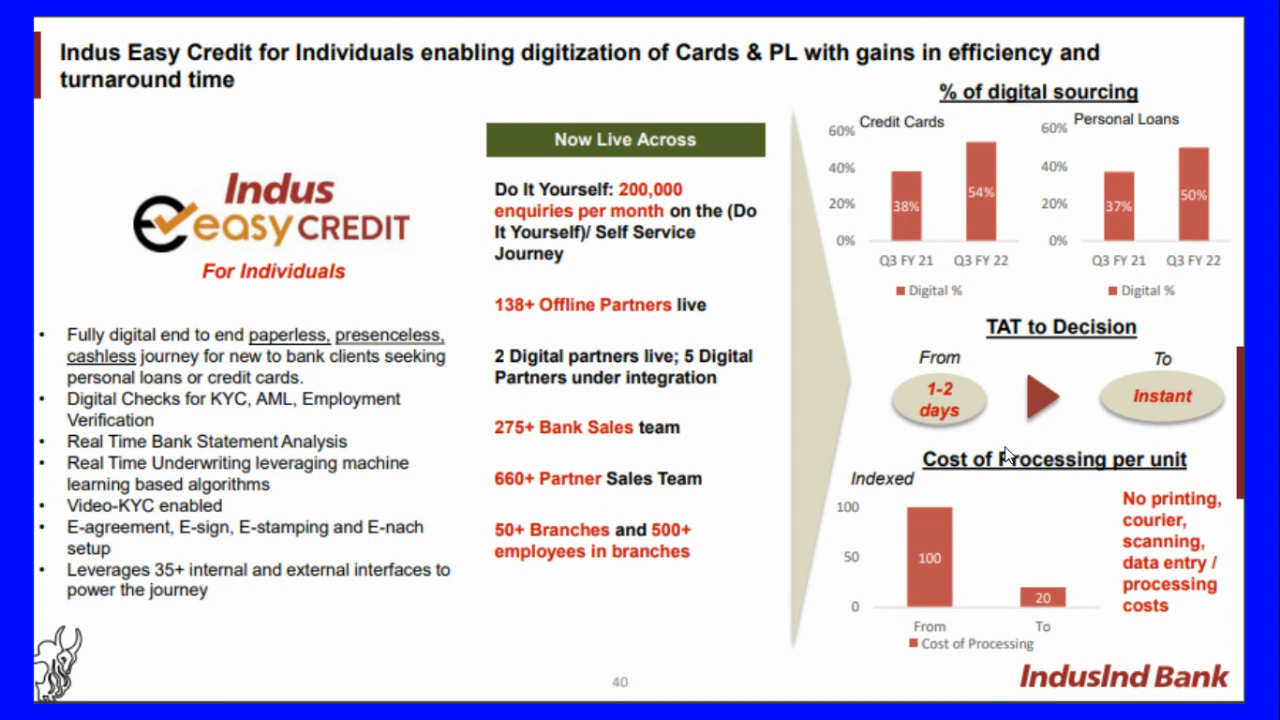 Indus Easy Credit for Individuals enabling digitization of Cards & PL with gains in efficiency and
turnaround time
Indus
easy CREDIT
For Individuals
• Fully digital end to end paperless, presenceless,
cashless journey for new to bank clients seeking
personal loans or credit cards.
• Digital Checks for KYC, AML, Employment
Verification
• Real Time Bank Statement Analysis
• Real Time Underwriting leveraging machine
learning based algorithms
• Video-KYC enabled
• E-agreement, E-sign, E-stamping and E-nach
setup
• Leverages 35+ internal and external interfaces to
power the journey
Now Live Across
Do It Yourself: 200,000
enquiries per month on the (Do
It Yourself)/ Self Service
Journey
138+ Offline Partners live
2 Digital partners live; 5 Digital
Partners under integration
275+ Bank Sales team
660+ Partner Sales Team
50+ Branches and 500+
employees in branches
% of digital sourcing
Credit Cards
60%
40%
20%
0%
38%
54%
Q3 FY 21 Q3 FY 22
Digital %
Personal Loans
60%
40%
20%
0%
37%
50%
Q3 FY 21 Q3 FY 22
Digital %
TAT to Decision
From To
1-2
days
Instant
Cost of Processing per unit
Indexed
100
50
0
100
20
From To
Cost of Processing
No printing,
courier,
scanning,
data entry /
processing
costs
40
IndusInd Bank